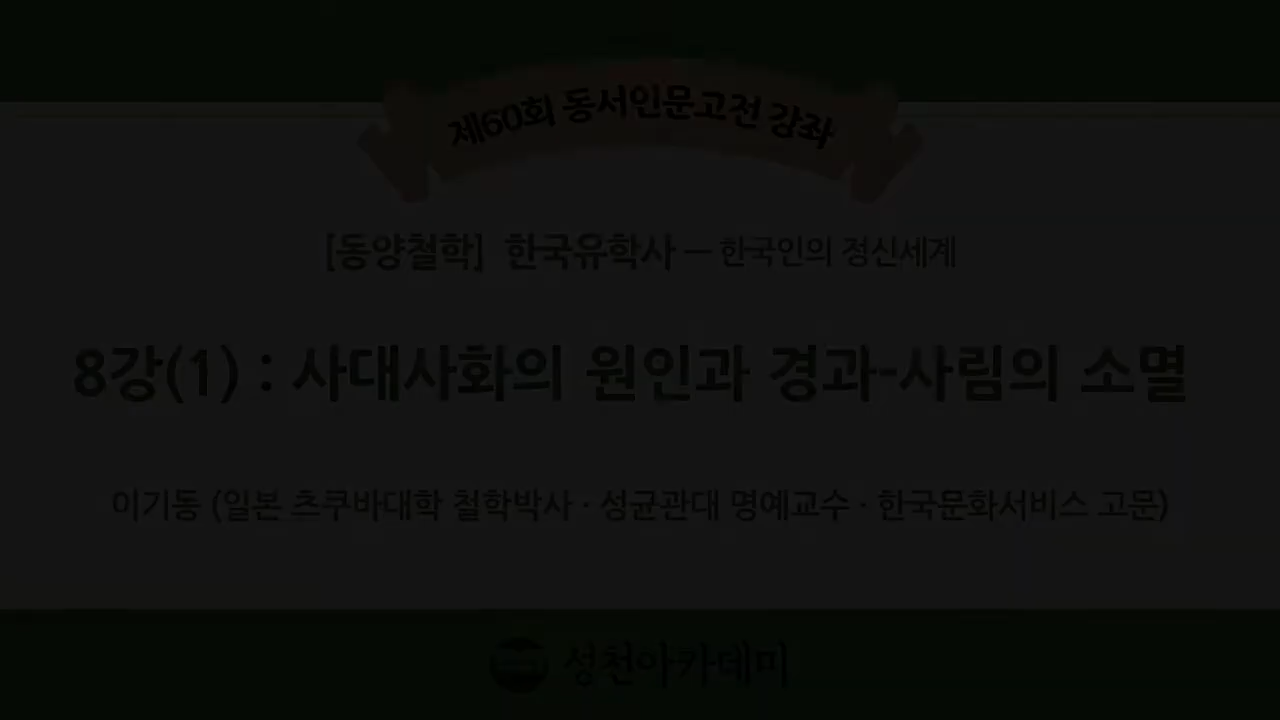 제60회 동서인문고전 강좌
[동양철학] 한국유학사 – 한국인의 정신세계
8강(1) : 사대사화의 원인과 경과-사림의 소멸
이기동 (일본 츠쿠바대학 철학박사 · 성균관대 명예교수 · 한국문화서비스 고문)
성천아카데미